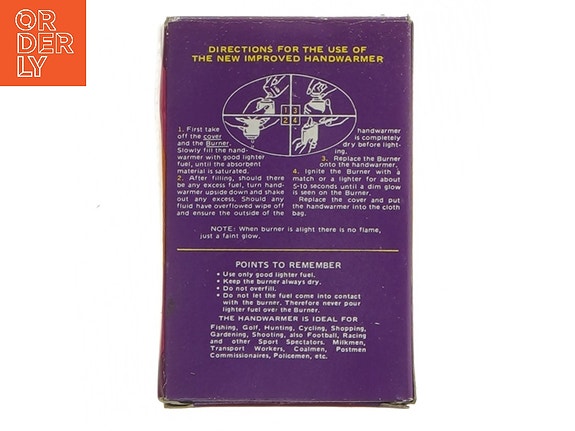 OR
DER
LY
DIRECTIONS FOR THE USE OF
THE NEW IMPROVED HANDWARMER
1 3
2 4
1. First take
off the cover
and the Burner.
Slowly fill the hand-
warmer with good lighter
fuel, until the absorbent
material is saturated.
2. After filling, should there
be any excess fuel, turn hand-
warmer upside down and shake
out any excess. Should any
fluid have overflowed wipe off
and ensure the outside of the
handwarmer
is completely
dry before light-
ing.
3. Replace the Burner
onto the handwarmer.
4. Ignite the Burner with a
match or a lighter for about
5-10 seconds until a dim glow
is seen on the Burner.
Replace the cover and put
the handwarmer into the cloth
bag.
NOTE: When burner is alight there is no flame,
just a faint glow.
POINTS TO REMEMBER
• Use only good lighter fuel.
• Keep the burner always dry.
• Do not overfill.
• Do not let the fuel come into contact
with the burner. Therefore never pour
lighter fuel over the Burner.
THE HANDWARMER IS IDEAL FOR
Fishing, Golf, Hunting, Cycling, Shopping,
Gardening, Shooting, also Football, Racing
and other Sport Spectators. Milkmen,
Transport Workers, Coalmen, Postmen
Commissionaires, Policemen, etc.